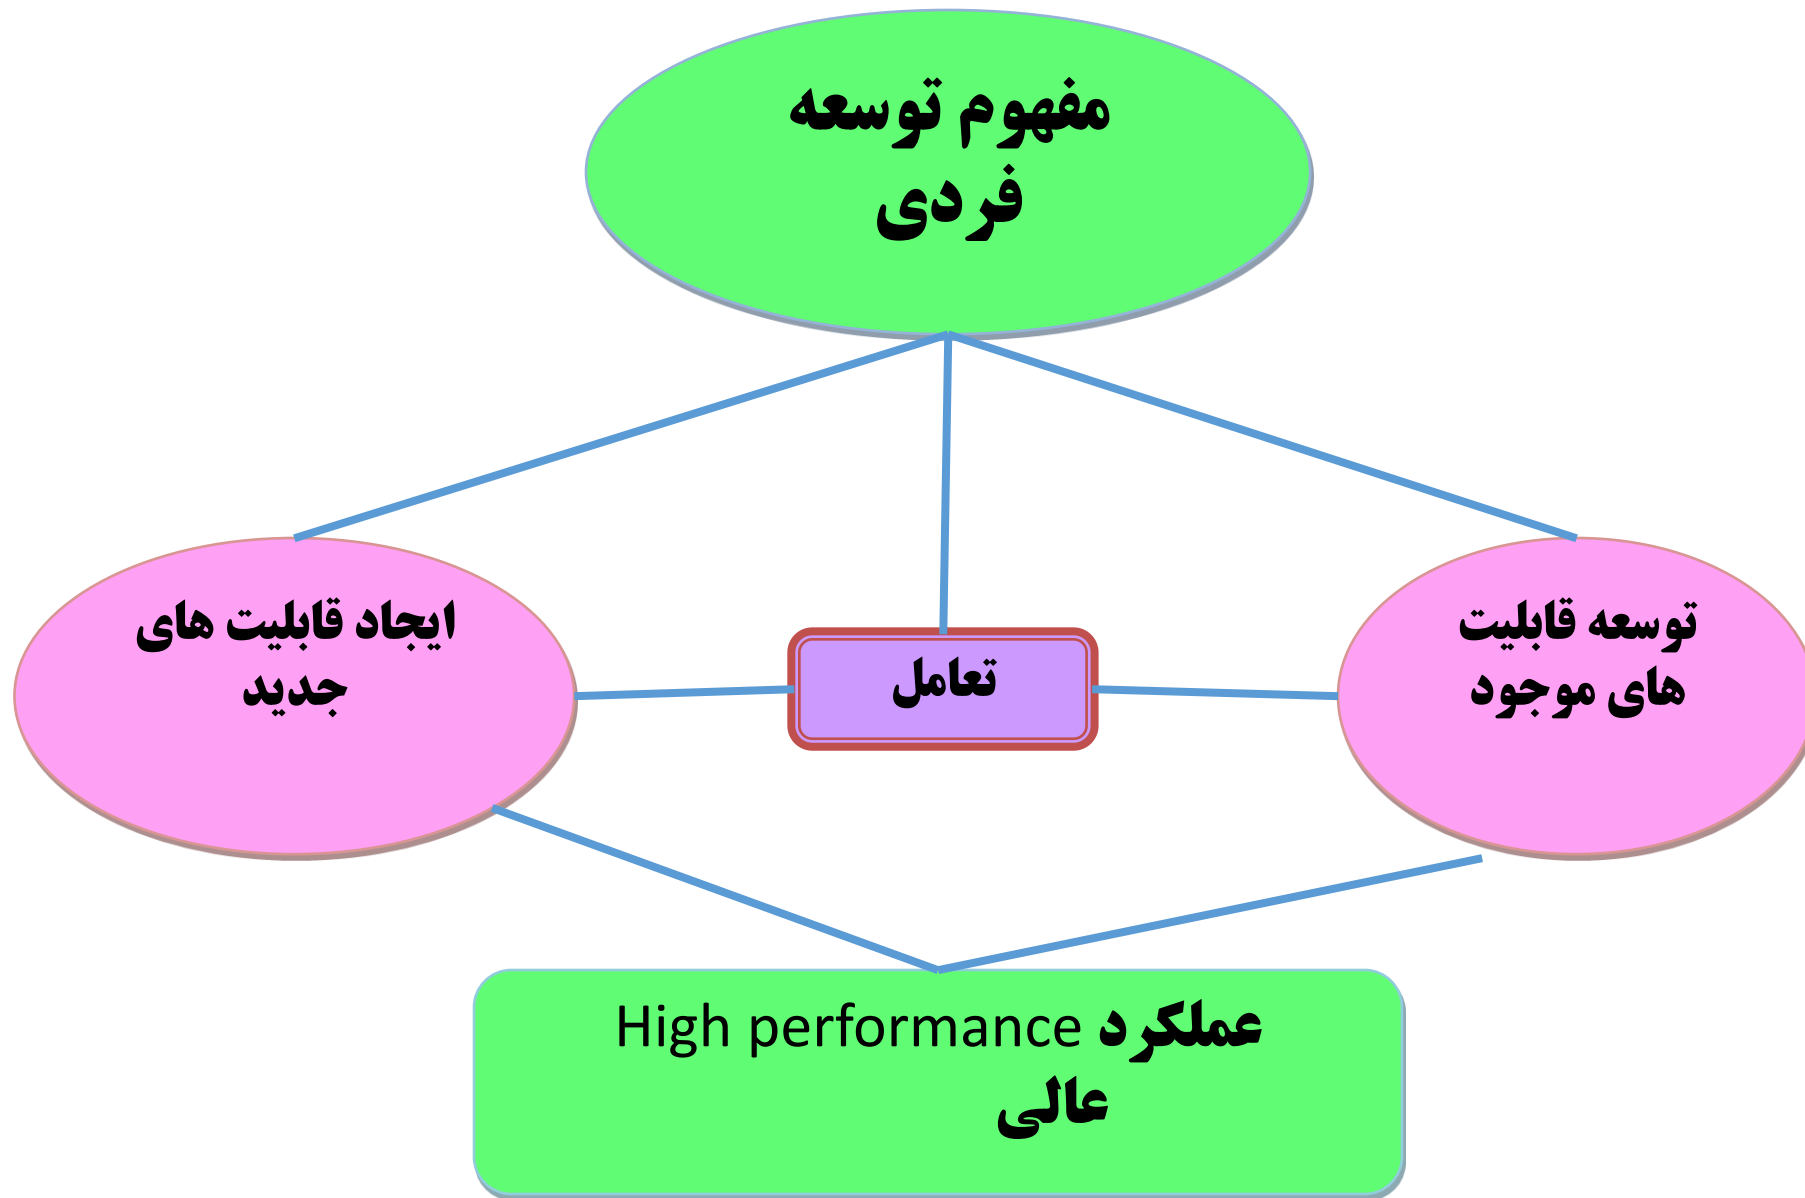 مفهوم توسعه
فردی
توسعه قابلیت
های موجود
تعامل
ایجاد قابلیت های
جدید
عملکرد High performance
عالی